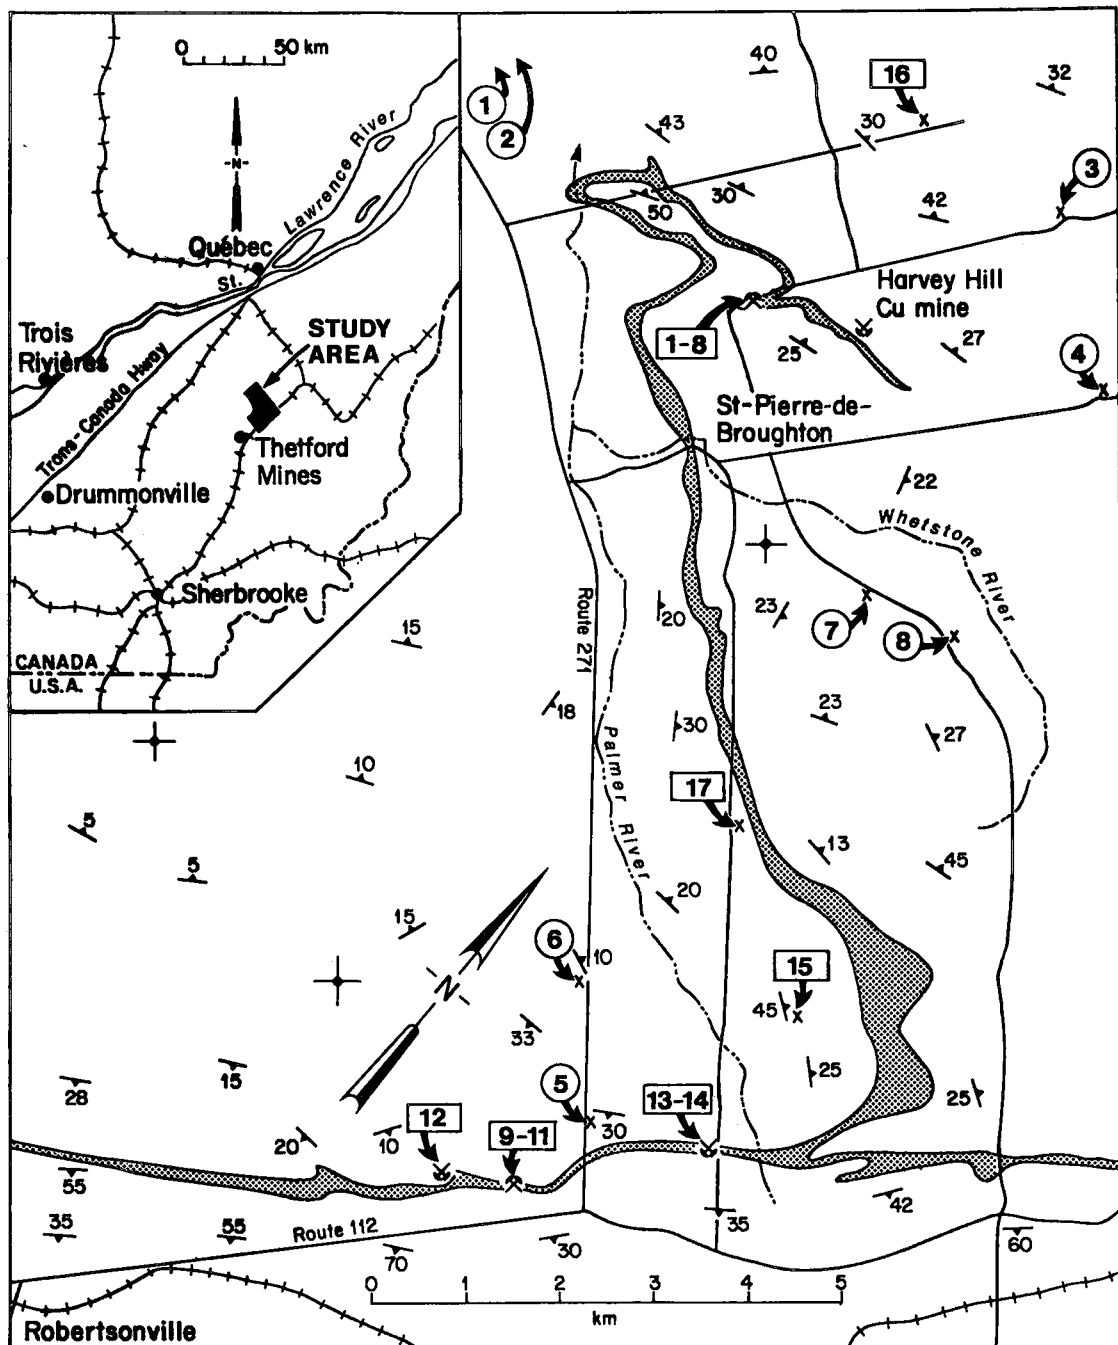 0 50 km
-N-
St. Lawrence River
Québec
Trois
Rivières
Trans-Canada Hway
STUDY
AREA
Thetford
Mines
Drummonville
Sherbrooke
CANADA
U.S.A.
1
2
40
16
32
43
30
3
30
50
42
Harvey Hill
Cu mine
1-8
25
27
4
St-Pierre-de-
Broughton
22
Whetstone River
Route 271
20
23
7
8
15
18
30
23
27
Palmer River
10
17
5
13
45
5
20
15
6
10
-N-
15
45
33
25
28
15
5
13-14
25
20
10
12
9-11
30
55
42
35
55
Route 112
35
70
30
60
0 1 2 3 4 5
km
Robertsonville